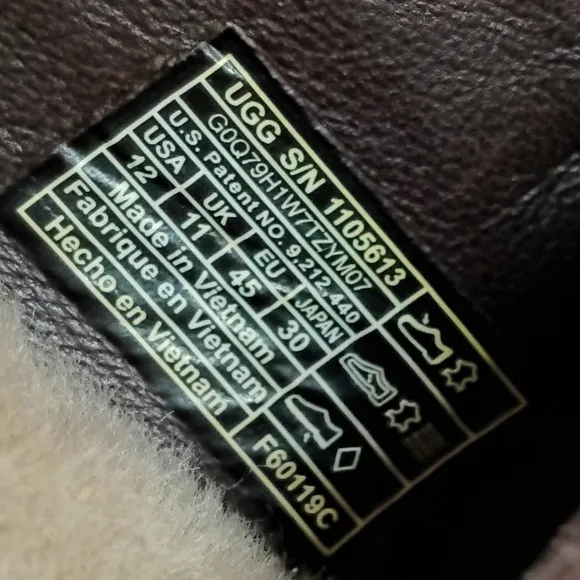 UGG S/N 1105613
G0Q79H1W7TZYM07
U.S. Patent NO. 9,212,440
USA UK EU JAPAN
12 11 45 30
Made in Vietnam
Fabrique en Vietnam
Hecho en Vietnam
F60119C